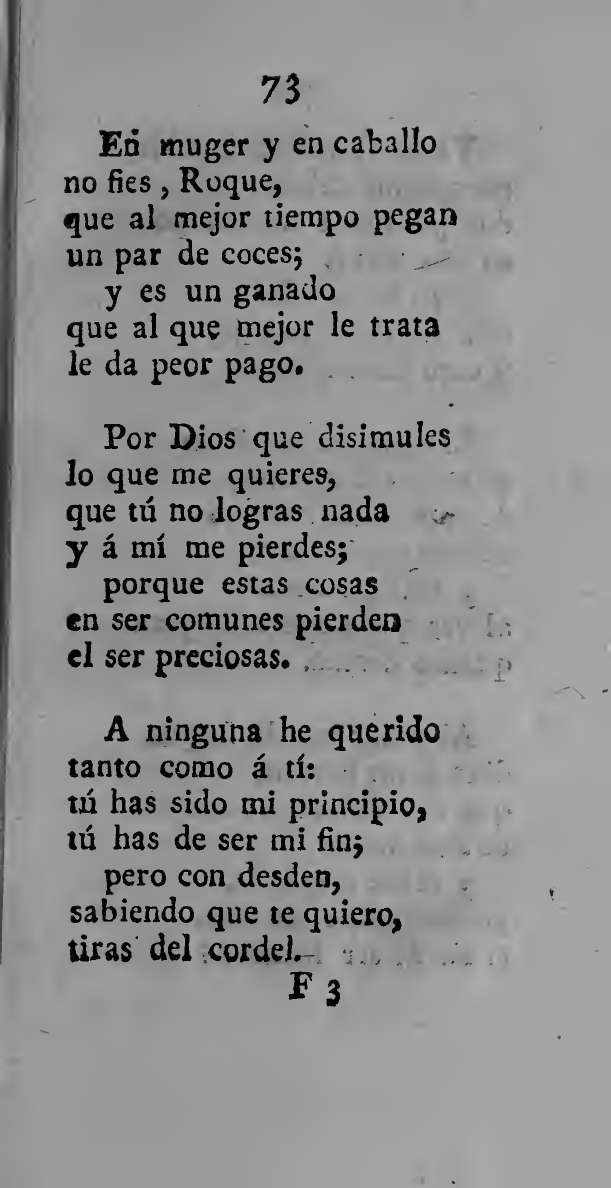 73
En muger y en caballo
no fies , Roque,
que al mejor tiempo pegan
un par de coces;
y es un ganado
que al que mejor le trata
le da peor pago.
Por Dios que disimules
lo que me quieres,
que tú no logras nada
y á mí me pierdes;
porque estas cosas
en ser comunes pierden
el ser preciosas.
A ninguna he querido
tanto como á tí:
tú has sido mi principio,
tú has de ser mi fin;
pero con desden,
sabiendo que te quiero,
tiras del cordel.
F 3